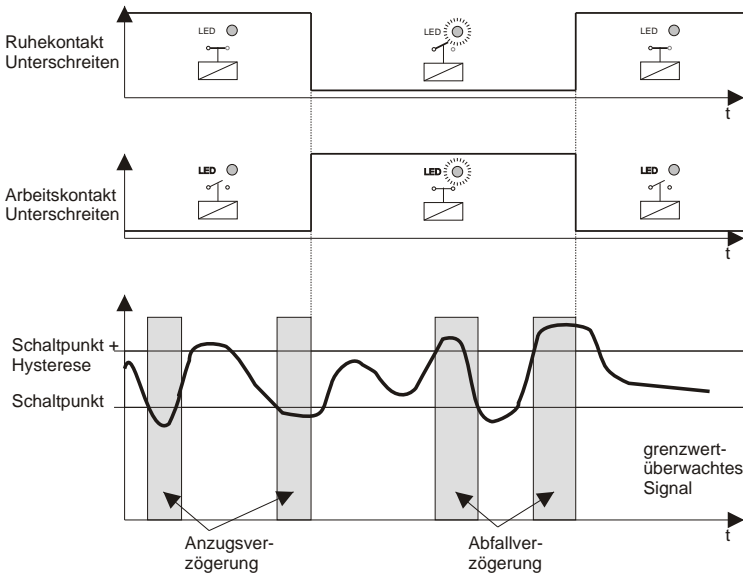 LED
LED
LED
Ruhekontakt
Unterschreiten
t
LED
LED
LED
Arbeitskontakt
Unterschreiten
t
Schaltpunkt +
Hysterese
Schaltpunkt
grenzwert-
überwachtes
Signal
t
Anzugsver-
zögerung
Abfallver-
zögerung